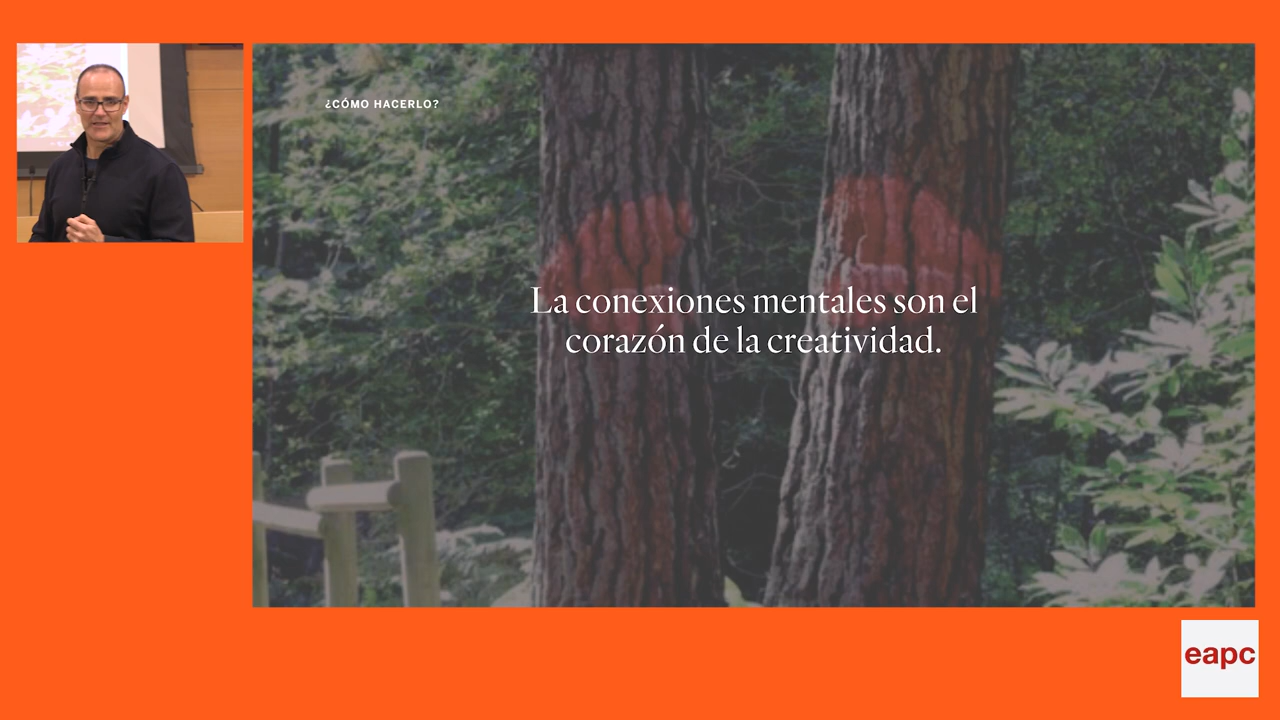 ¿CÓMO HACERLO?
La conexiones mentales son el
corazón de la creatividad.
eapc